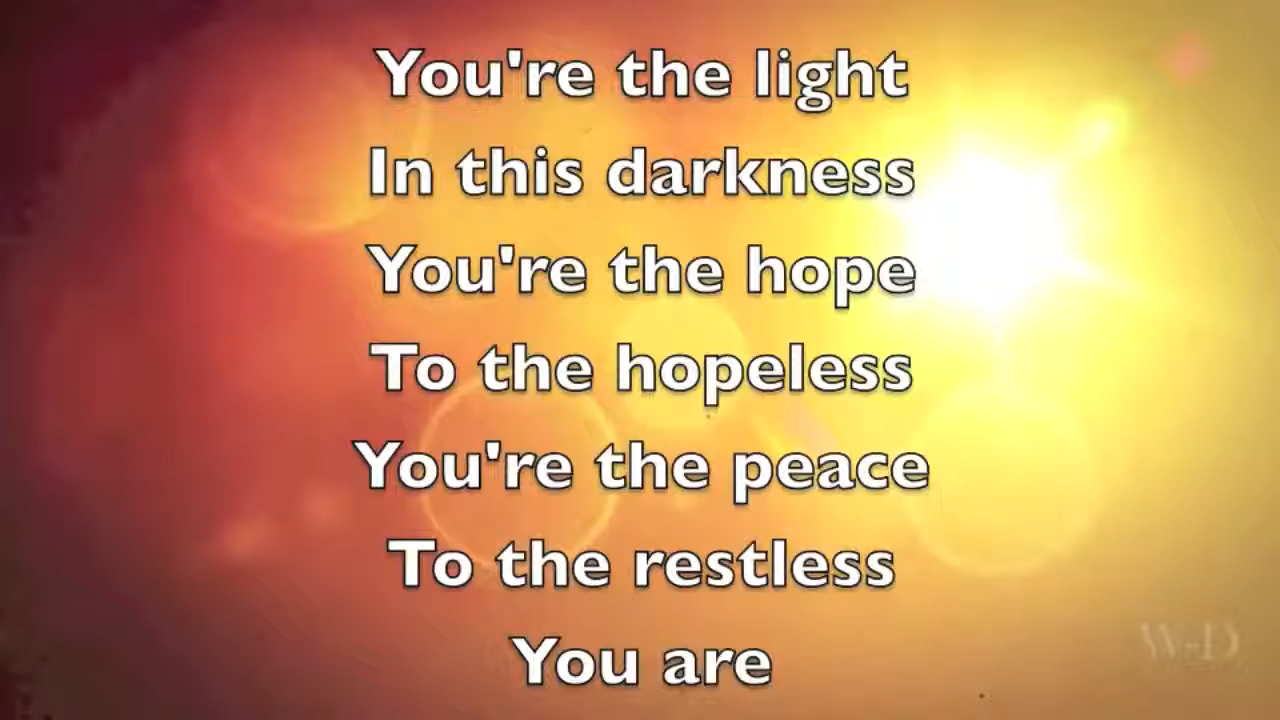 You're the light
In this darkness
You're the hope
To the hopeless
You're the peace
To the restless
You are
W-D